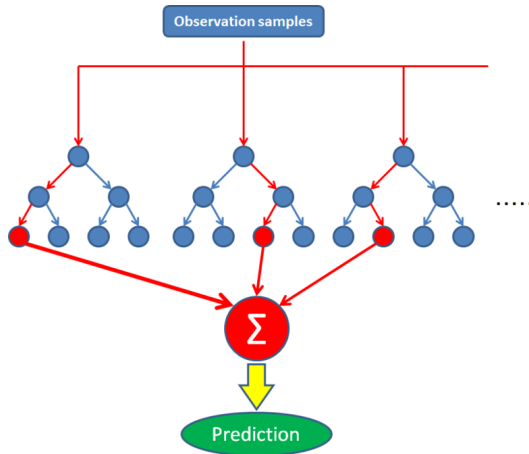 Observation samples
.....
Σ
Prediction